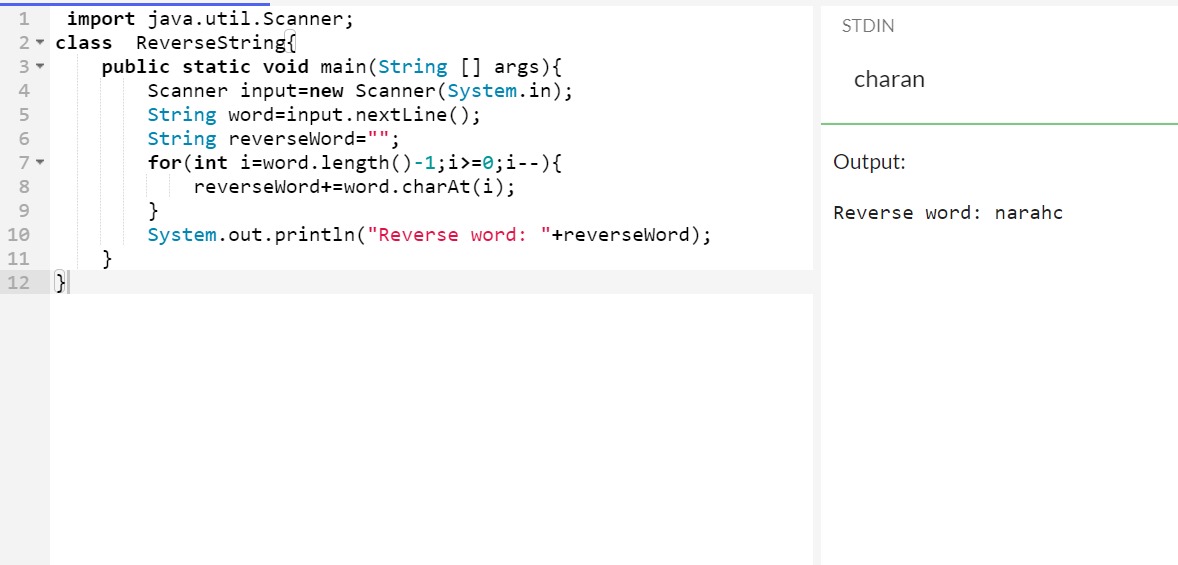 1 import java.util.Scanner;
2 class  ReverseString{
3     public static void main(String [] args){
4         Scanner input=new Scanner(System.in);
5         String word=input.nextLine();
6         String reverseWord="";
7         for(int i=word.length()-1;i>=0;i--){
8             reverseWord+=word.charAt(i);
9         }
10         System.out.println("Reverse word: "+reverseWord);
11     }
12 }
STDIN
charan
Output:
Reverse word: narahc